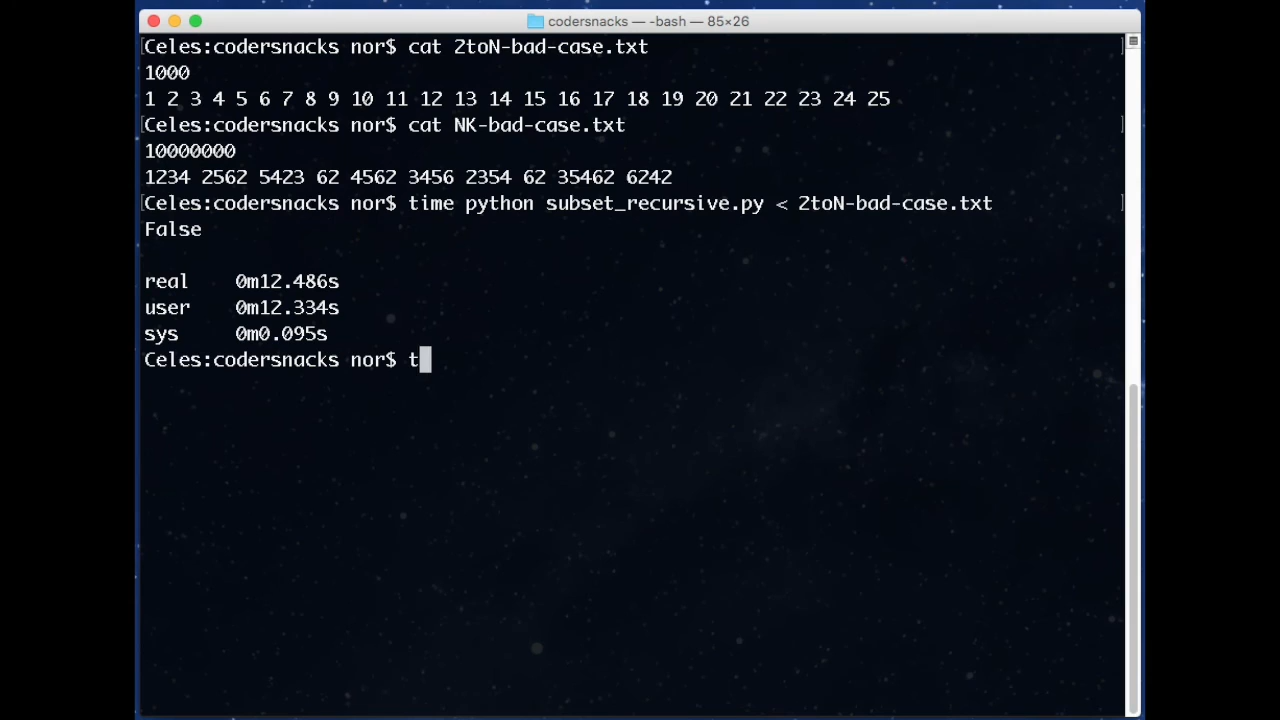 codersnacks — -bash — 85×26
[Celes:codersnacks nor$ cat 2toN-bad-case.txt ]
1000
1 2 3 4 5 6 7 8 9 10 11 12 13 14 15 16 17 18 19 20 21 22 23 24 25
[Celes:codersnacks nor$ cat NK-bad-case.txt ]
10000000
1234 2562 5423 62 4562 3456 2354 62 35462 6242
[Celes:codersnacks nor$ time python subset_recursive.py < 2toN-bad-case.txt ]
False
real 0m12.486s
user 0m12.334s
sys 0m0.095s
Celes:codersnacks nor$ t